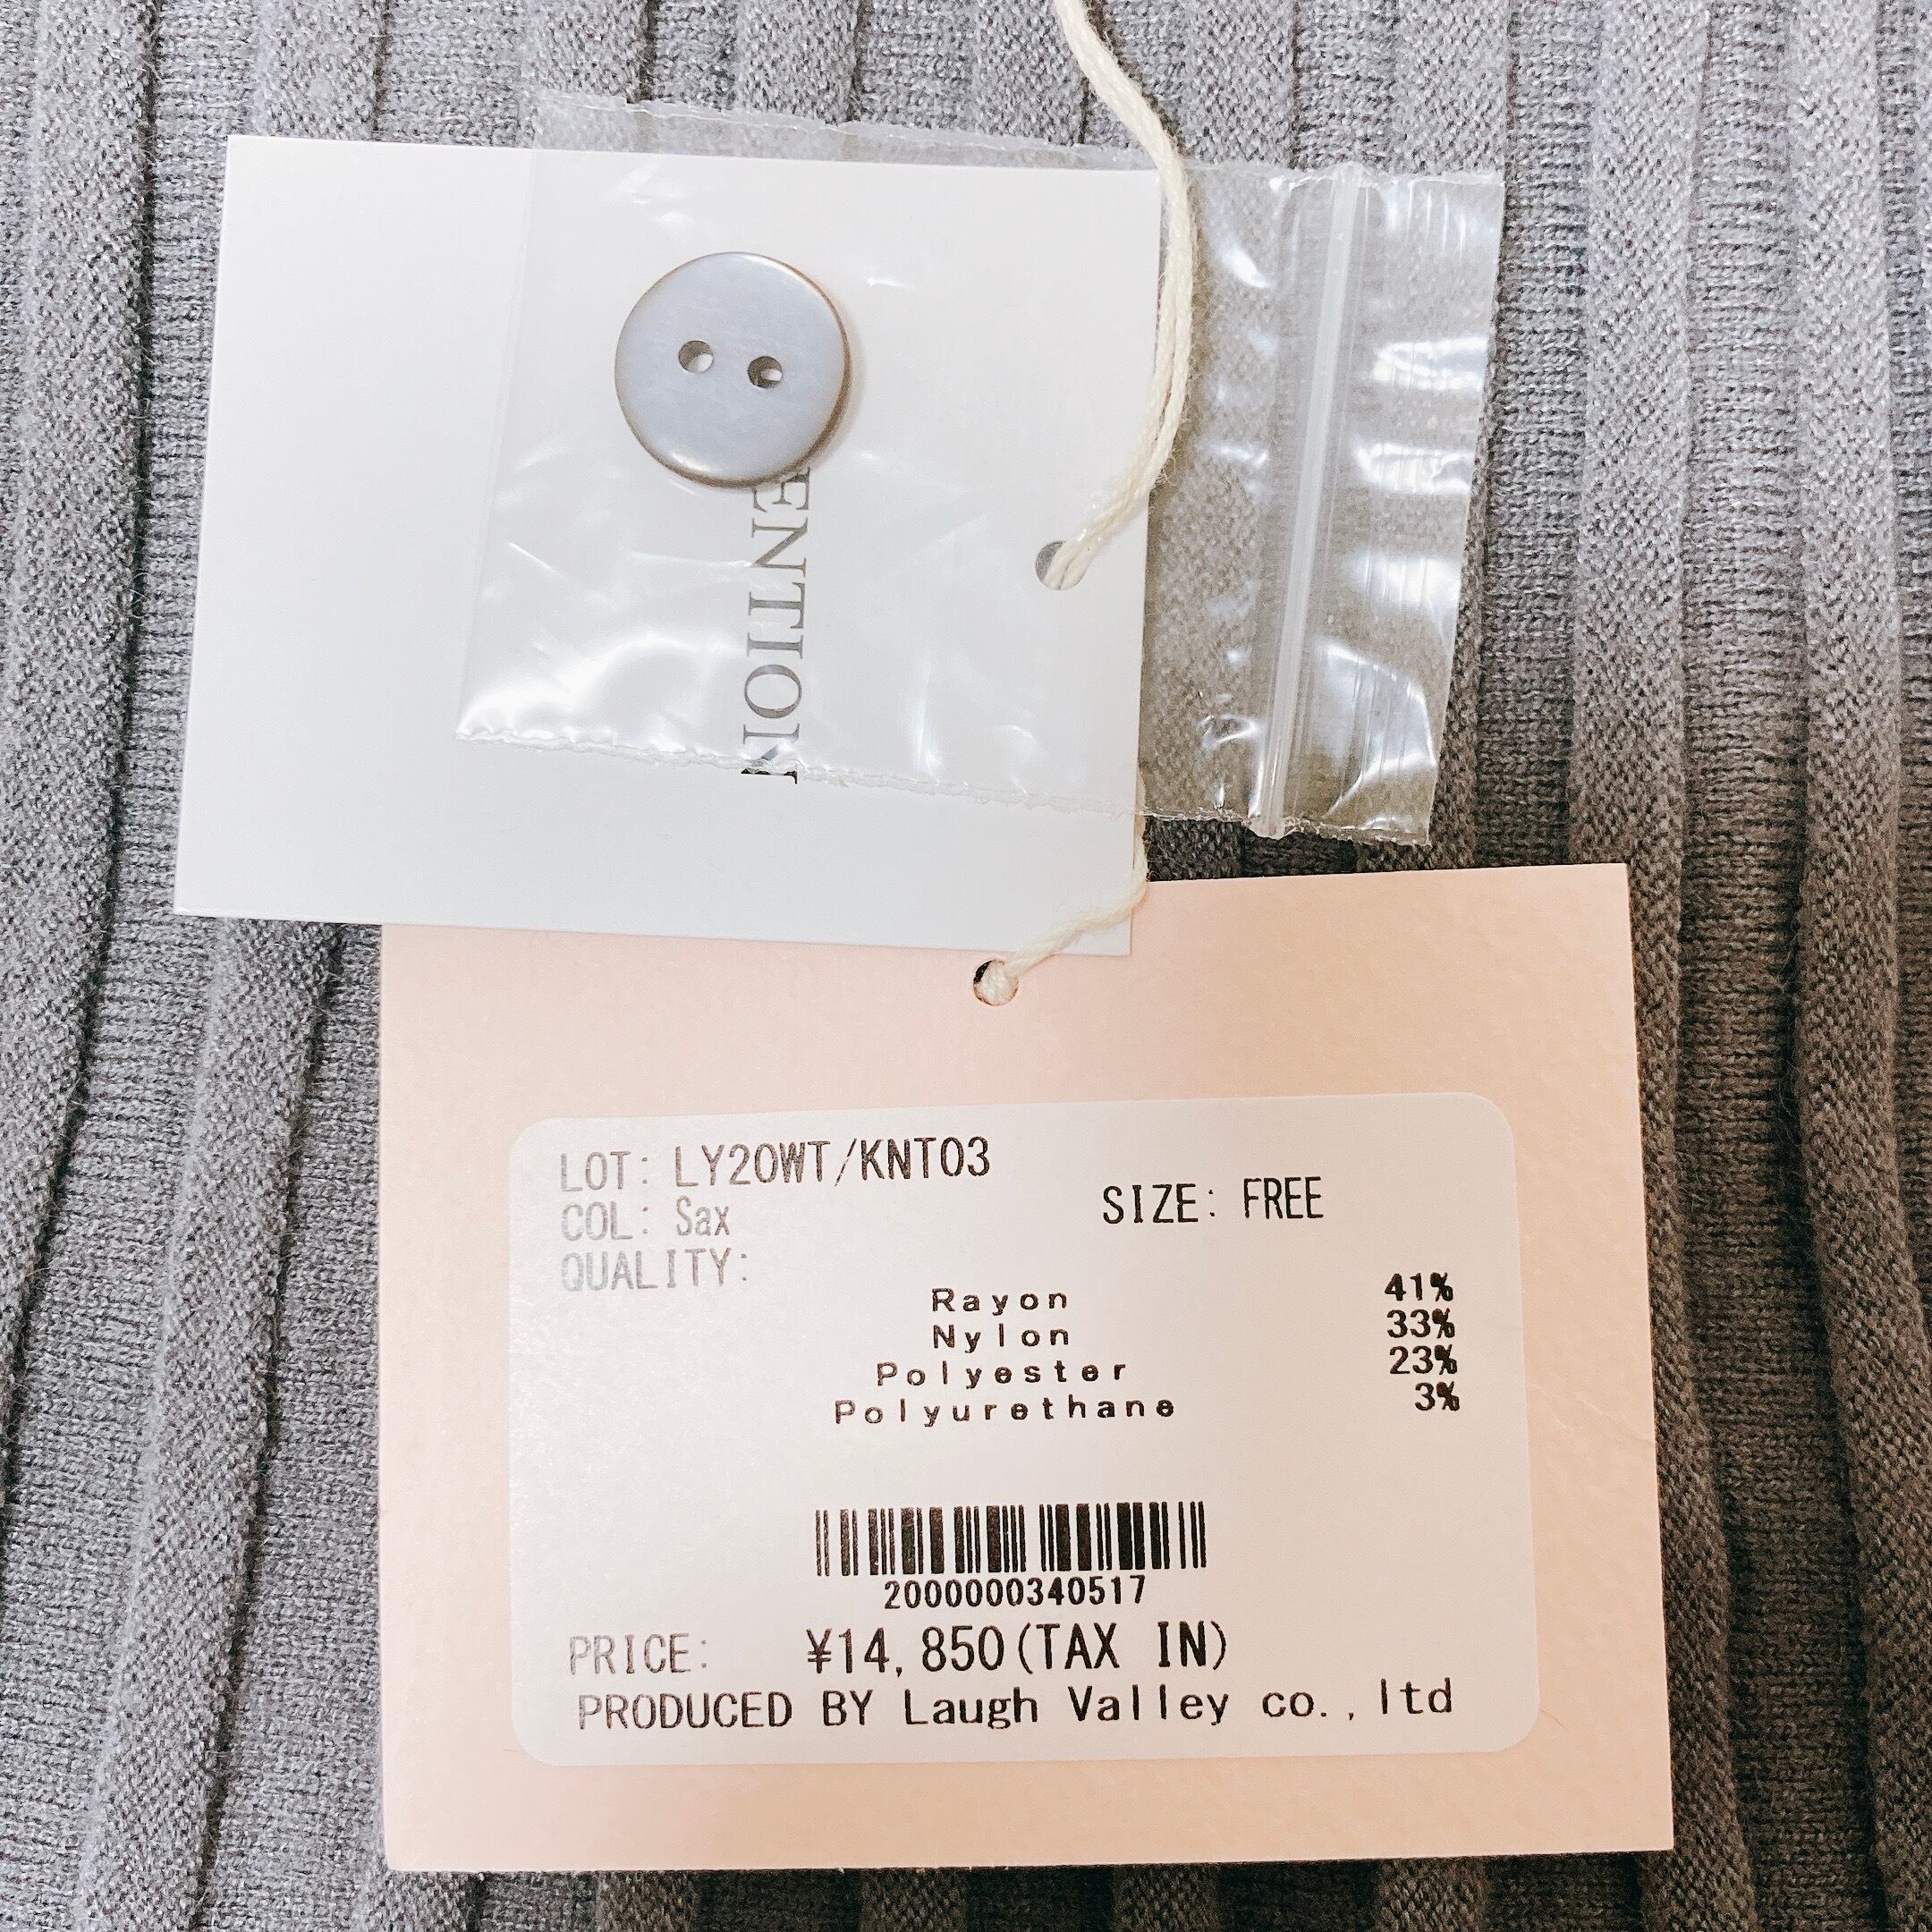 ENTION
LOT: LY20WT/KNT03
COL: Sax
SIZE: FREE
QUALITY:
Rayon 41%
Nylon 33%
Polyester 23%
Polyurethane 3%
2000000340517
PRICE: ¥14,850(TAX IN)
PRODUCED BY Laugh Valley co.,ltd